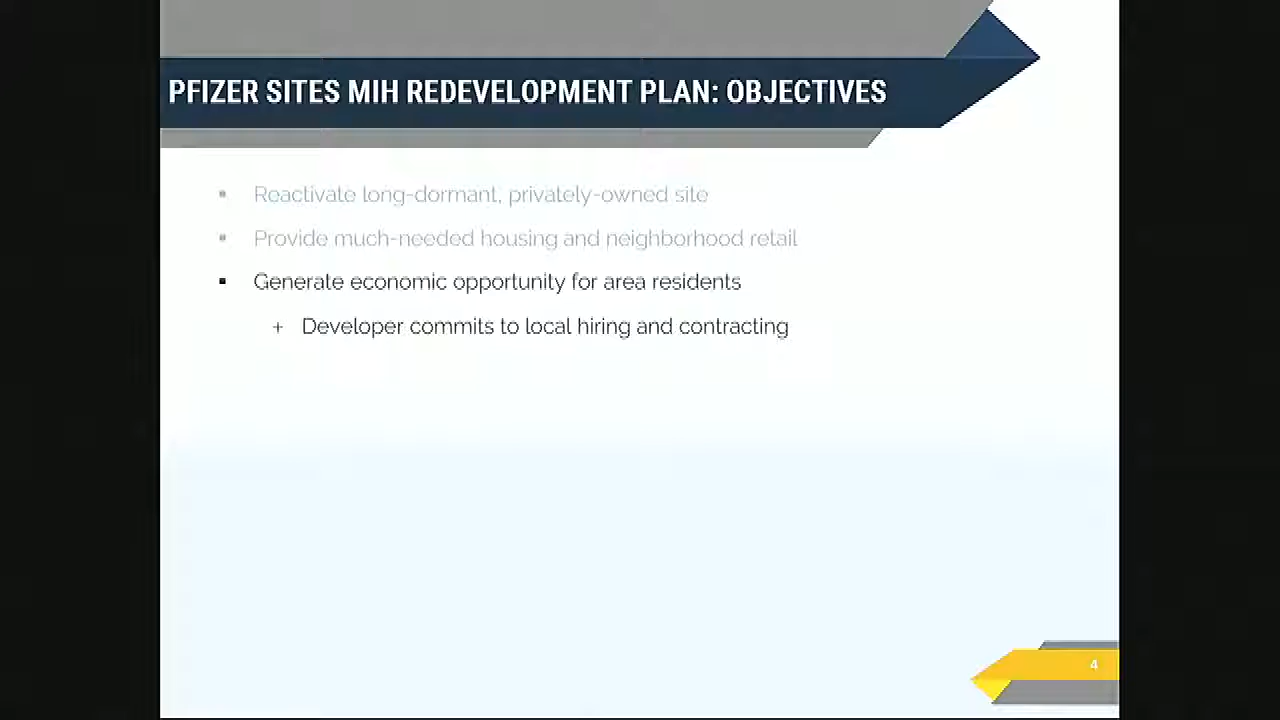 PFIZER SITES MIH REDEVELOPMENT PLAN: OBJECTIVES
▪ Reactivate long-dormant, privately-owned site
▪ Provide much-needed housing and neighborhood retail
▪ Generate economic opportunity for area residents
+ Developer commits to local hiring and contracting
4